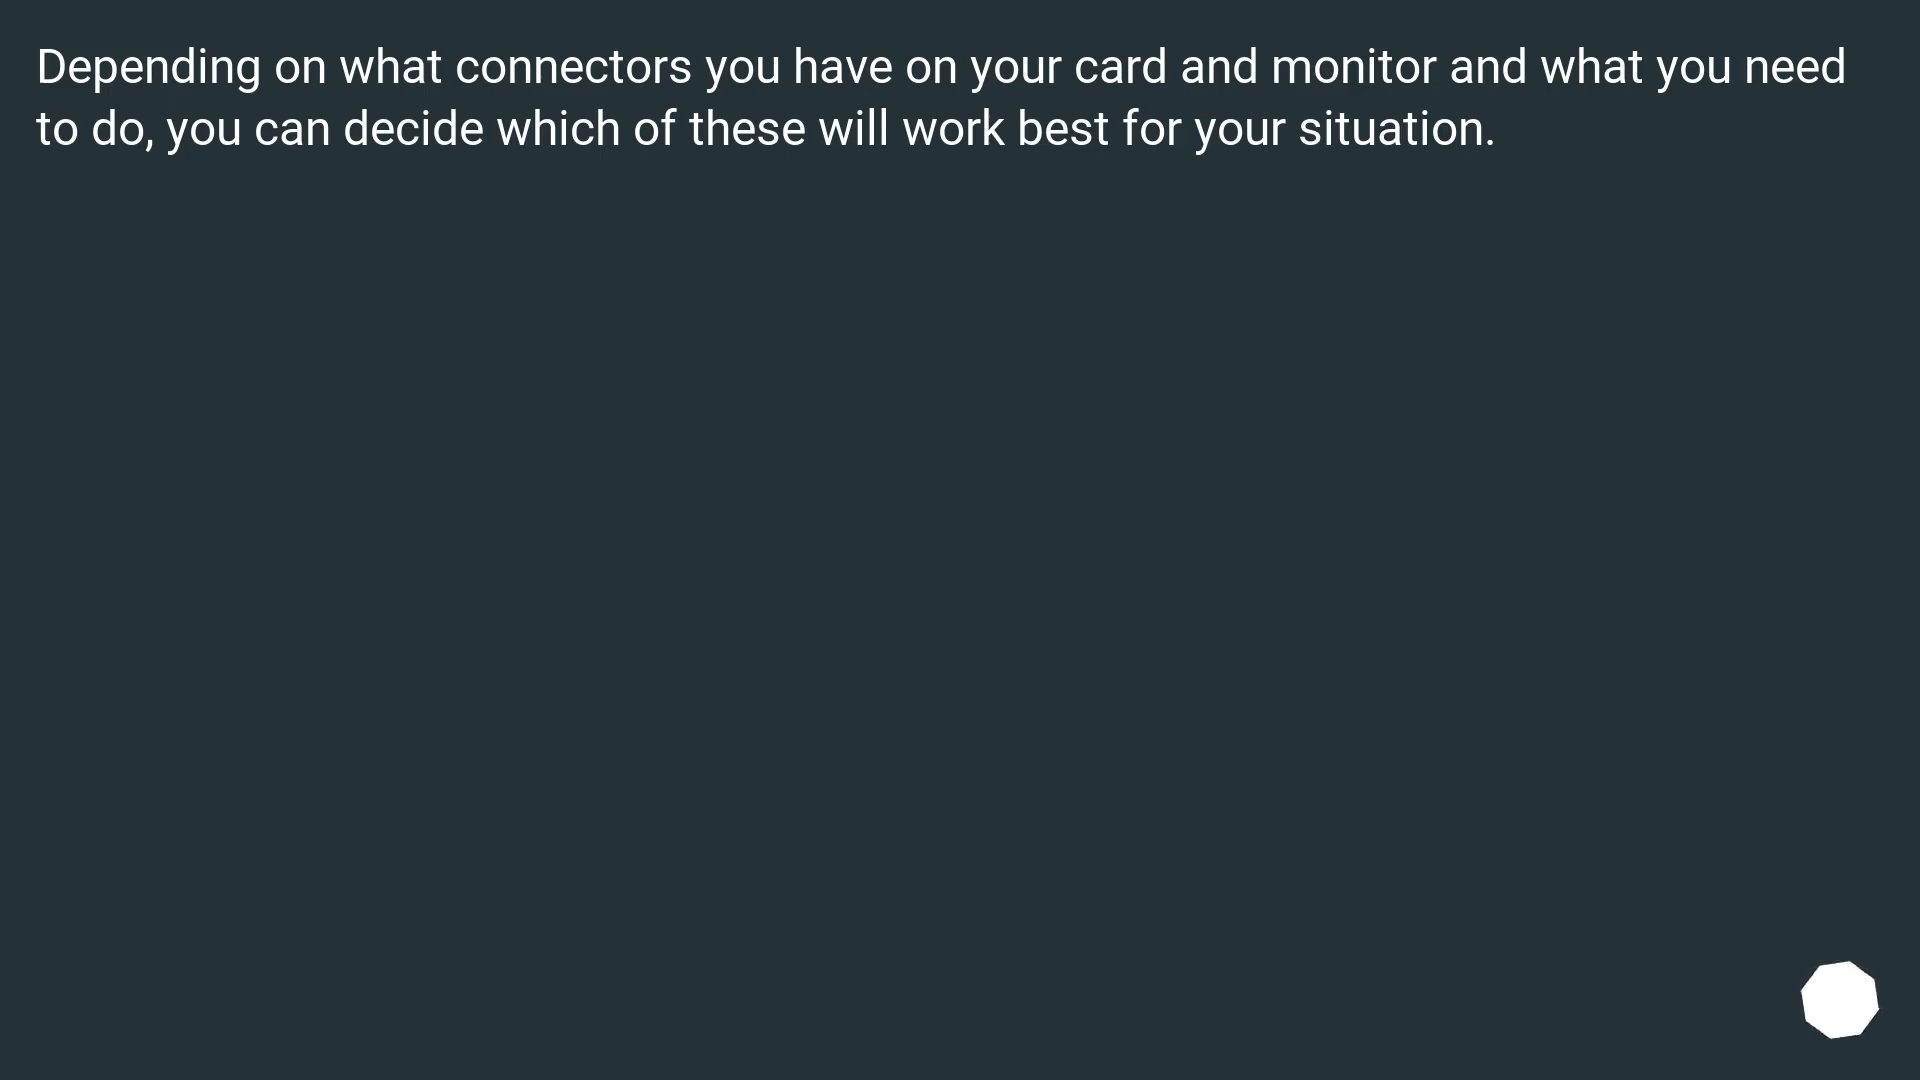 Depending on what connectors you have on your card and monitor and what you need
to do, you can decide which of these will work best for your situation.